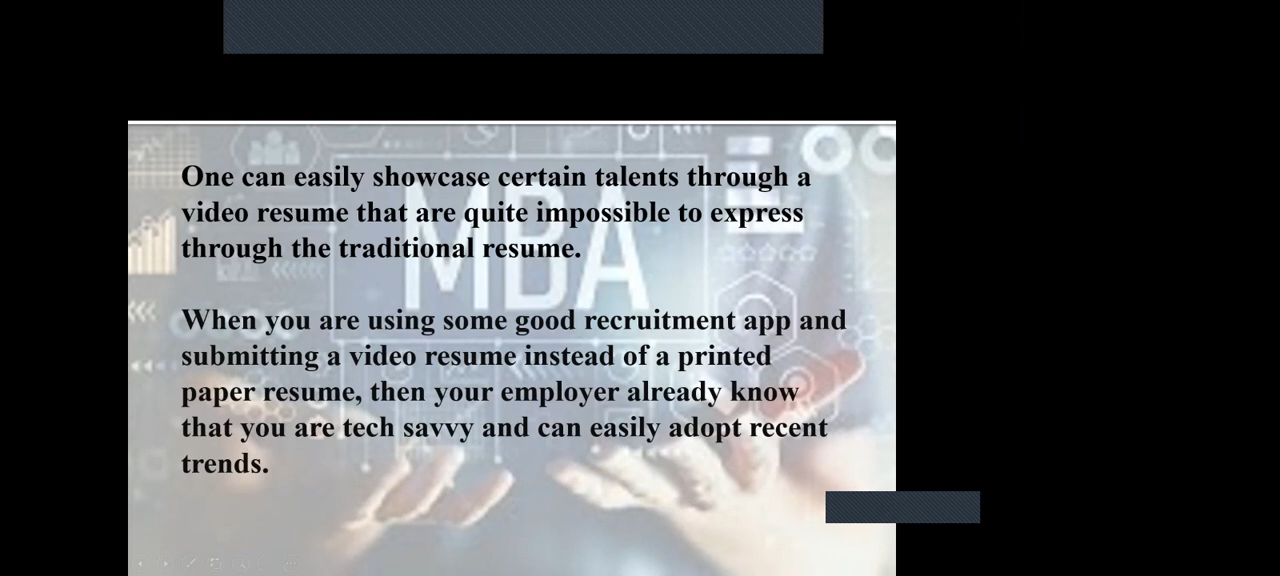 One can easily showcase certain talents through a
video resume that are quite impossible to express
through the traditional resume.
When you are using some good recruitment app and
submitting a video resume instead of a printed
paper resume, then your employer already know
that you are tech savvy and can easily adopt recent
trends.
MBA